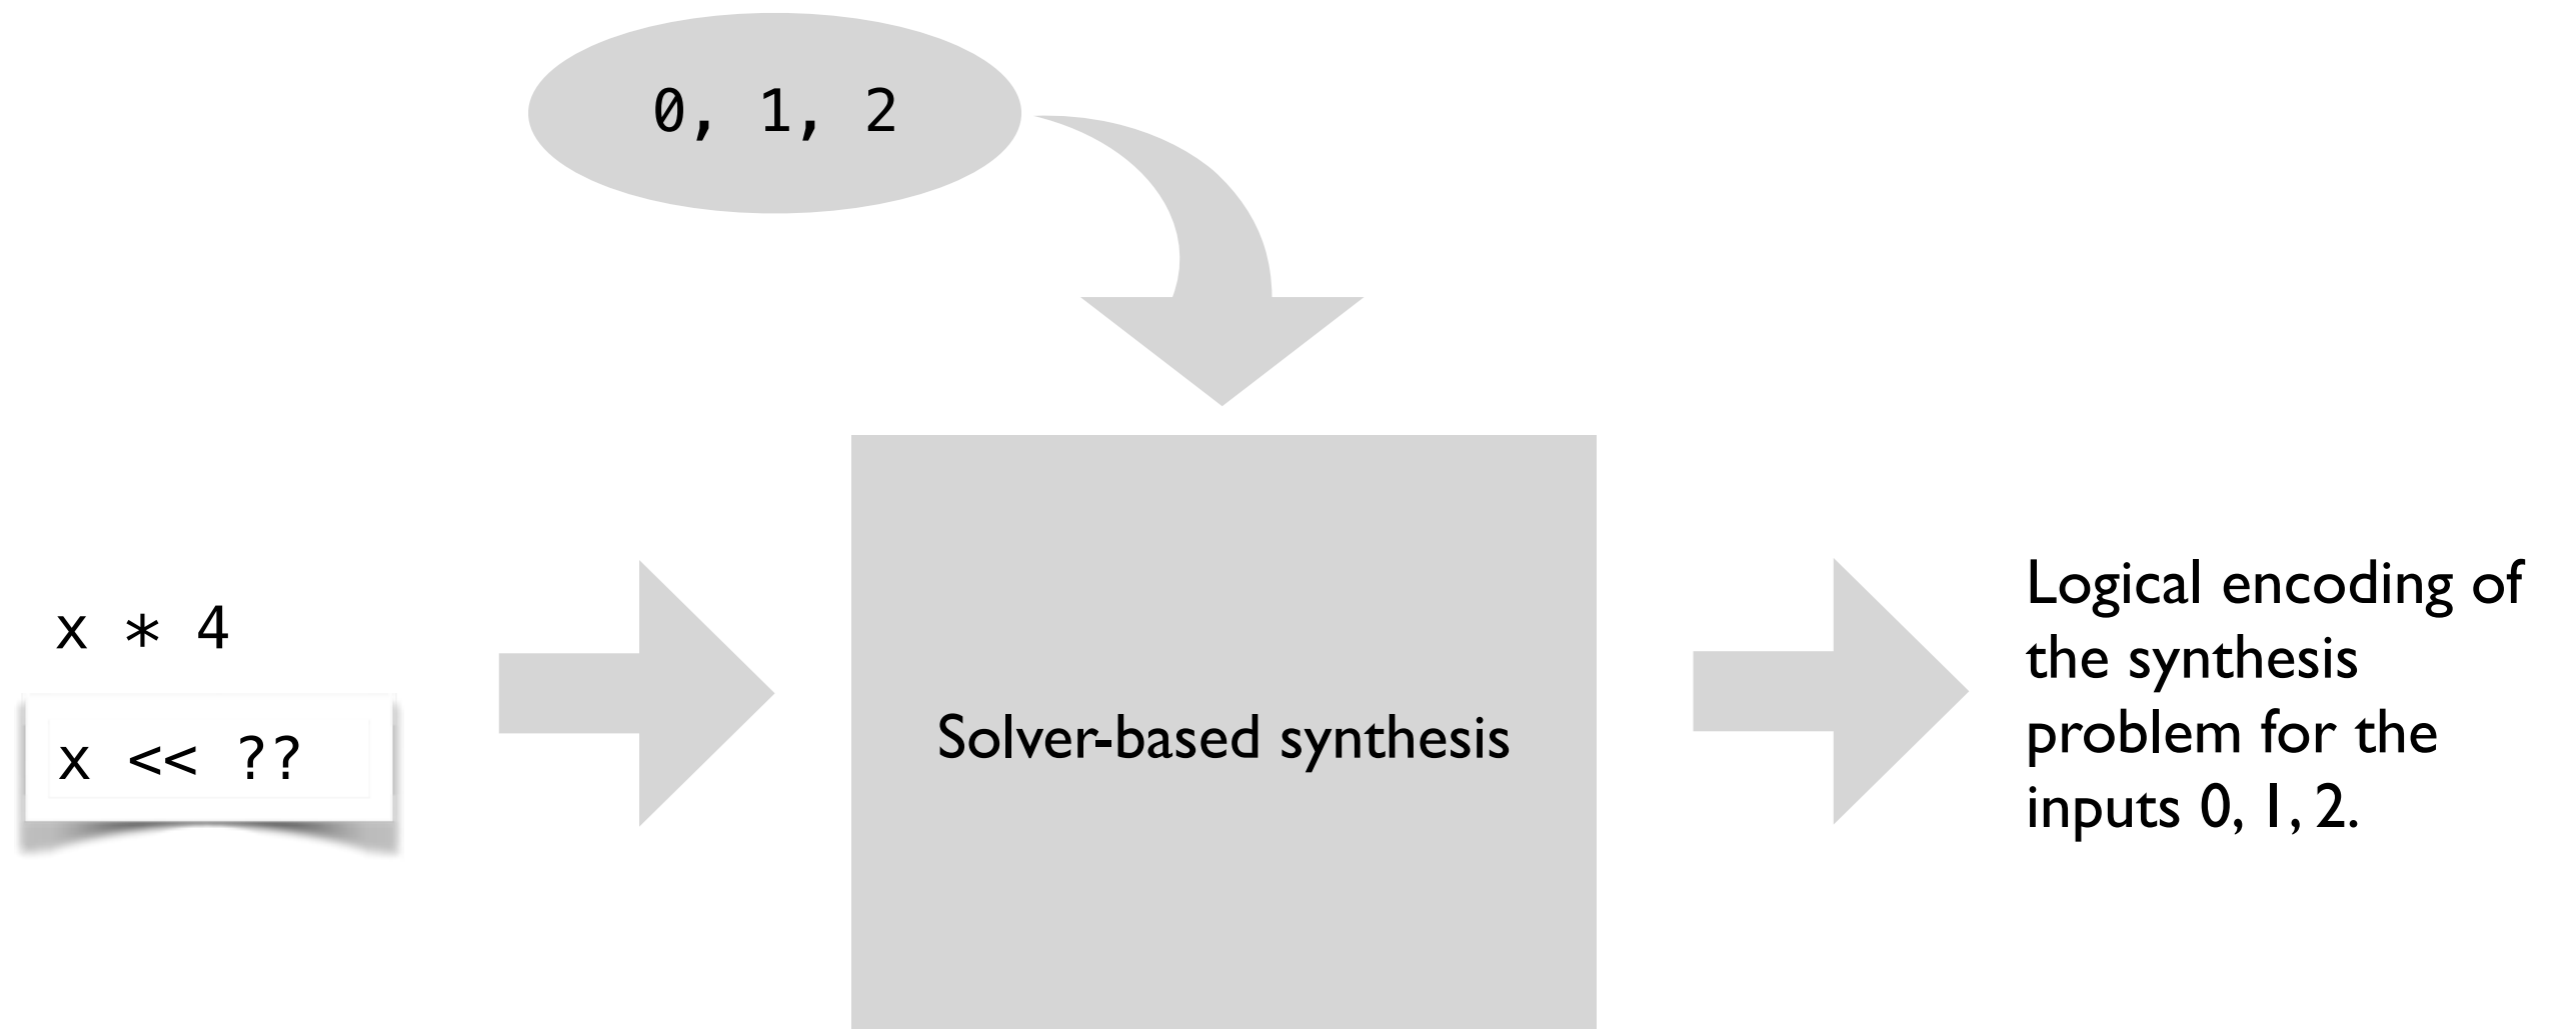 0, 1, 2
x * 4
x << ??
Solver-based synthesis
Logical encoding of
the synthesis
problem for the
inputs 0, 1, 2.